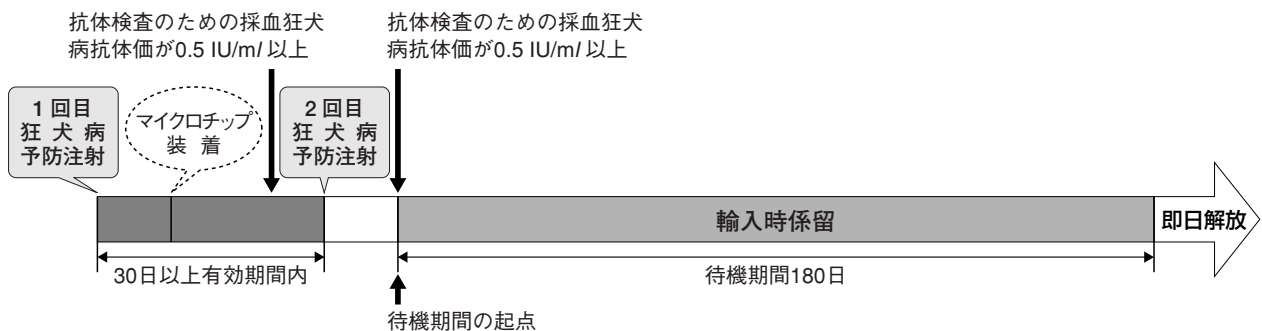 抗体検査のための採血狂犬
病抗体価が0.5 IU/ml 以上
抗体検査のための採血狂犬
病抗体価が0.5 IU/ml 以上
1 回目
狂 犬 病
予防注射
マイクロチップ
装 着
2 回目
狂 犬 病
予防注射
輸入時係留
即日解放
30日以上有効期間内
待機期間180日
待機期間の起点